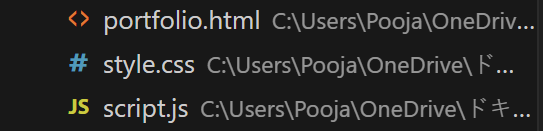 <> portfolio.html C:\Users\Pooja\OneDriv...
# style.css C:\Users\Pooja\OneDrive\ド...
JS script.js C:\Users\Pooja\OneDrive\ドキ...